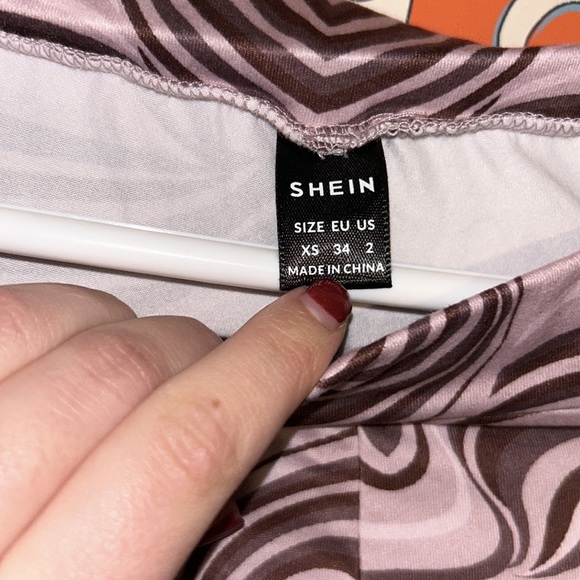 SHEIN
SIZE EU US
XS 34 2
MADE IN CHINA